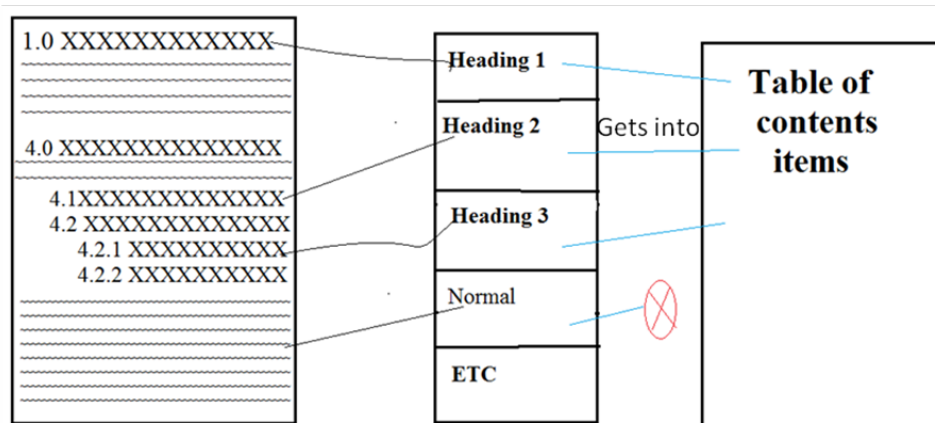 1.0 XXXXXXXXXXXXX
4.0 XXXXXXXXXXXXXX
4.1XXXXXXXXXXXXX
4.2 XXXXXXXXXXXXX
4.2.1 XXXXXXXXXX
4.2.2 XXXXXXXXXX
Heading 1
Heading 2
Heading 3
Normal
ETC
Gets into
Table of
contents
items